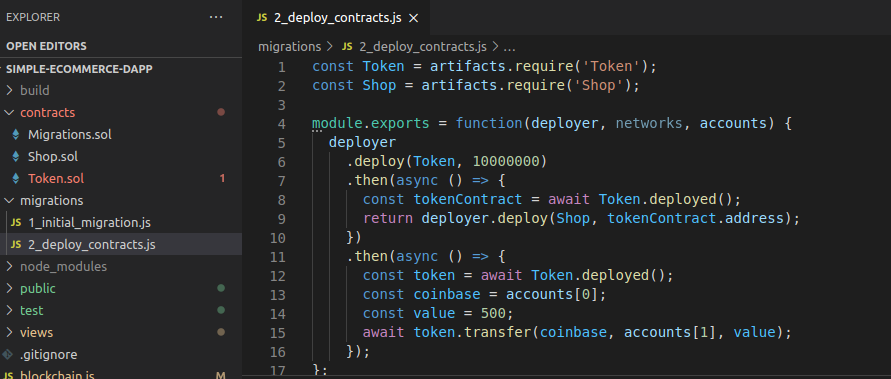 EXPLORER
...
OPEN EDITORS
SIMPLE-ECOMMERCE-DAPP
build
contracts
Migrations.sol
Shop.sol
Token.sol 1
migrations
JS 1_initial_migration.js
JS 2_deploy_contracts.js
node_modules
public
test
views
.gitignore
JS blockchain.js M
JS 2_deploy_contracts.js ×
migrations > JS 2_deploy_contracts.js > ...
1 const Token = artifacts.require('Token');
2 const Shop = artifacts.require('Shop');
3
4 module.exports = function(deployer, networks, accounts) {
5 deployer
6 .deploy(Token, 10000000)
7 .then(async () => {
8 const tokenContract = await Token.deployed();
9 return deployer.deploy(Shop, tokenContract.address);
10 })
11 .then(async () => {
12 const token = await Token.deployed();
13 const coinbase = accounts[0];
14 const value = 500;
15 await token.transfer(coinbase, accounts[1], value);
16 });
17 };